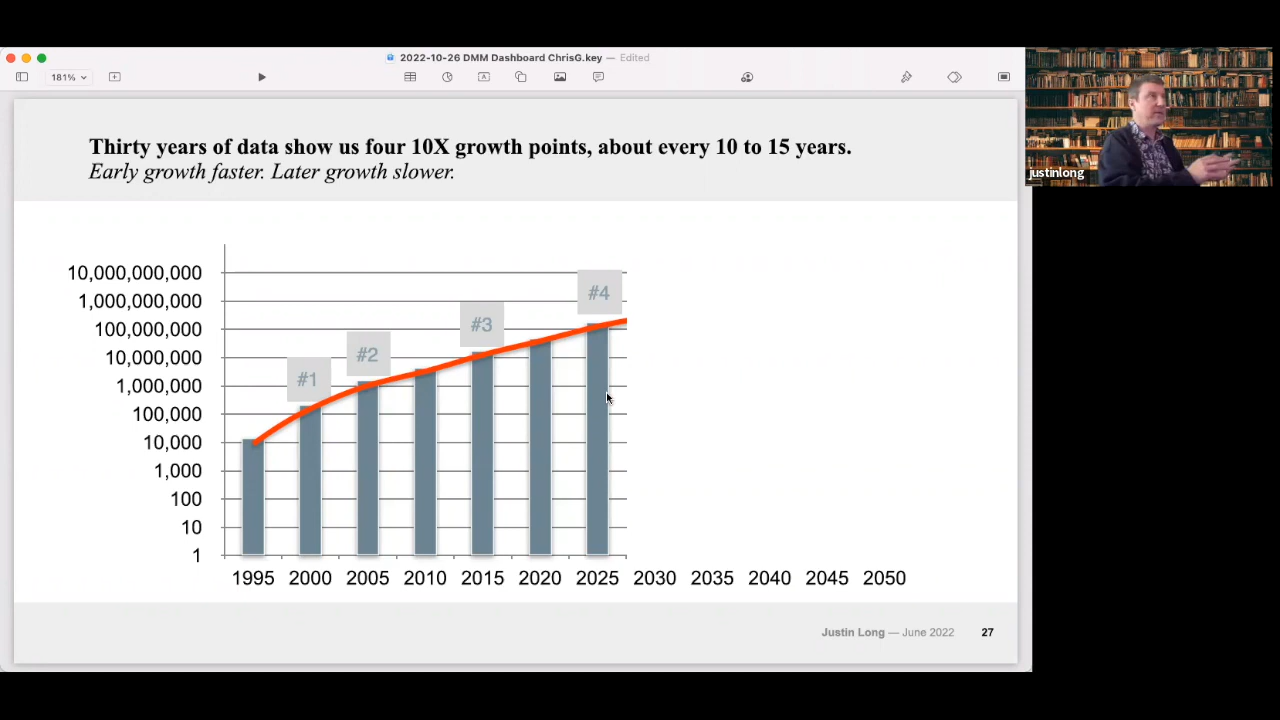 2022-10-26 DMM Dashboard ChrisG.key — Edited
181%
justinlong
Thirty years of data show us four 10X growth points, about every 10 to 15 years.
Early growth faster. Later growth slower.
10,000,000,000
1,000,000,000
100,000,000
10,000,000
1,000,000
100,000
10,000
1,000
100
10
1
#1
#2
#3
#4
1995 2000 2005 2010 2015 2020 2025 2030 2035 2040 2045 2050
Justin Long — June 2022 27